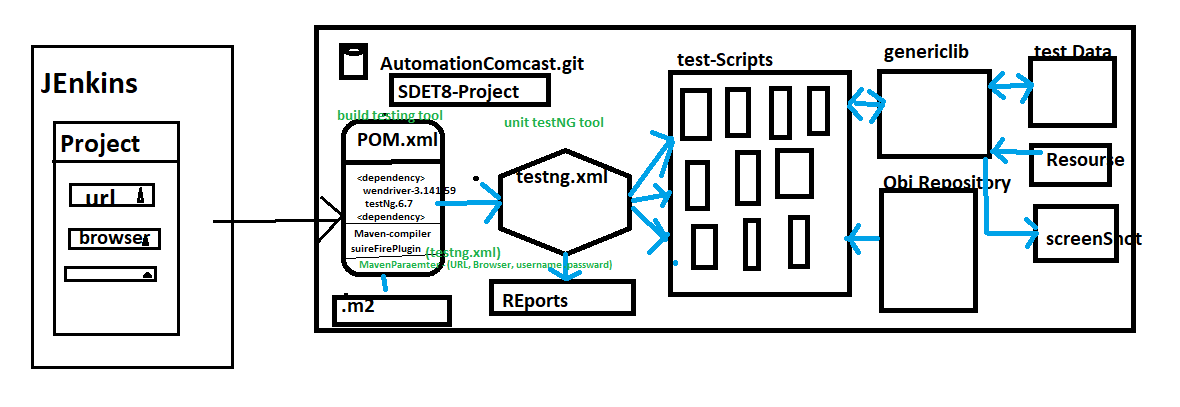 JEnkins
Project
url
browser
AutomationComcast.git
SDET8-Project
build testing tool
POM.xml
<dependency>
wendriver-3.141.59
testNg.6.7
<dependency>
Maven-compiler
suireFirePlugin
(testng.xml)
MavenParaemter (URL, Browser, username, passward)
.m2
unit testNG tool
testng.xml
REports
test-Scripts
genericlib
test Data
Resourse
Obj Repository
screenShot